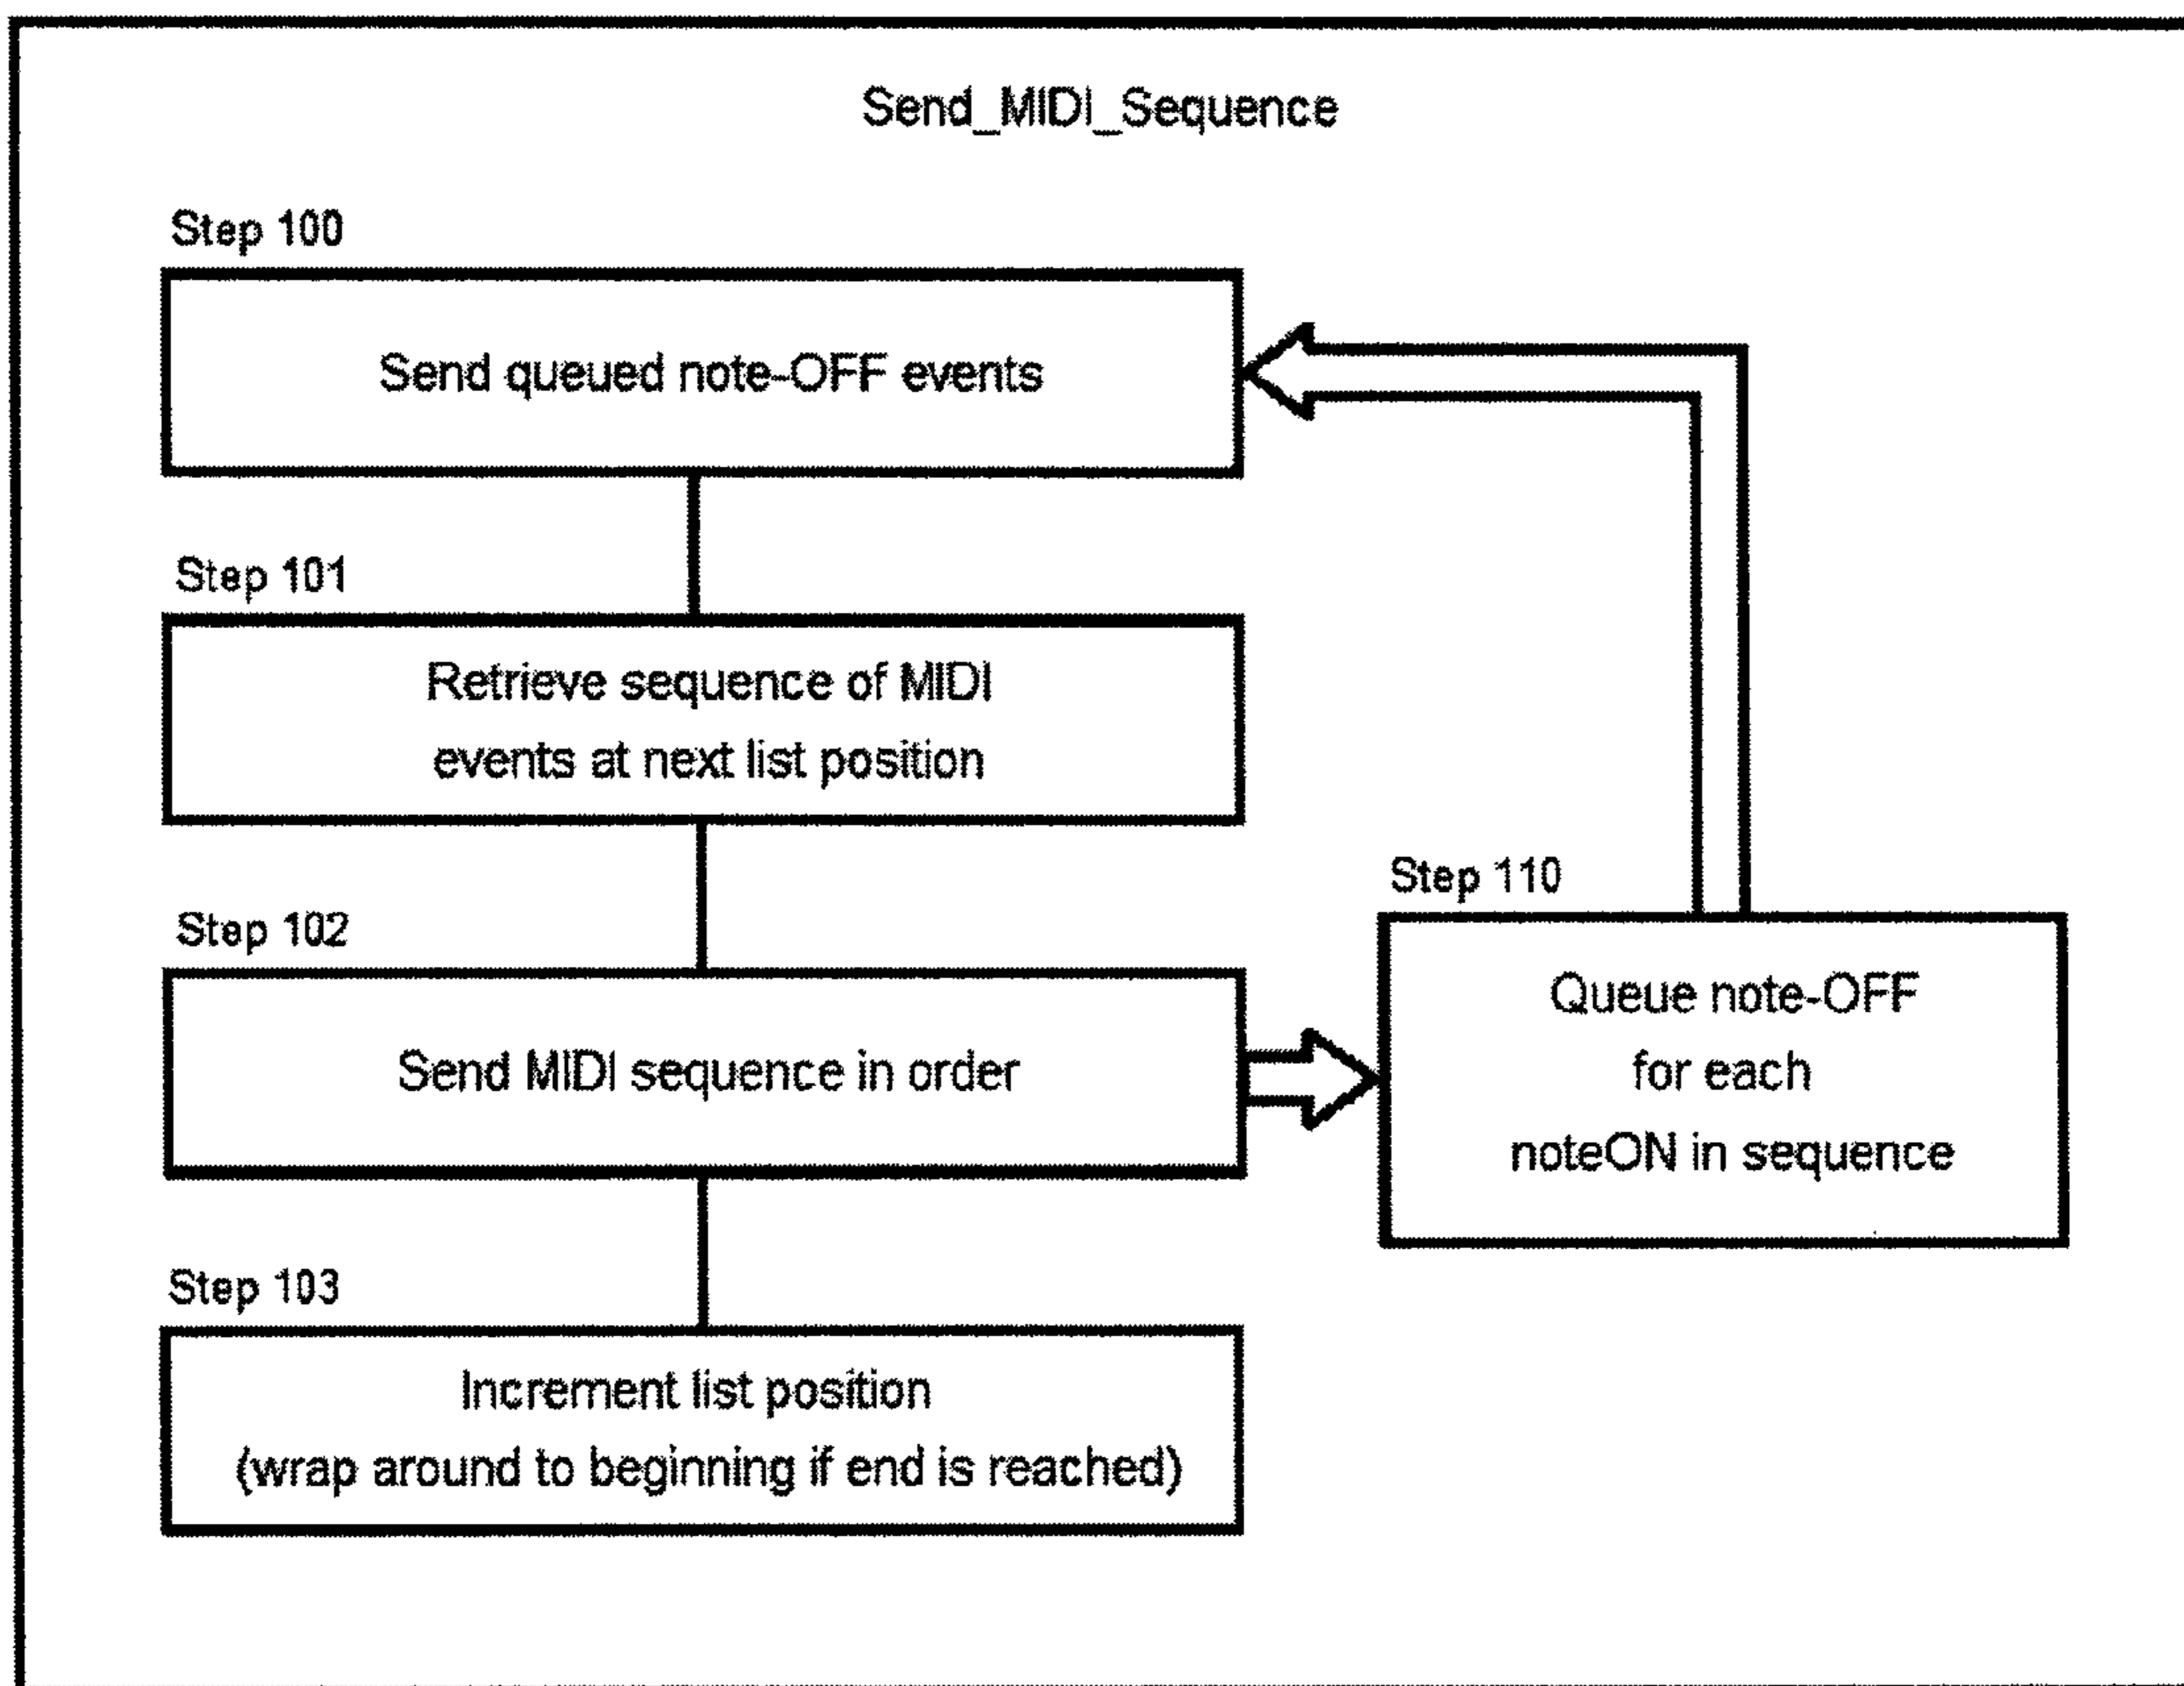 Send_MIDI_Sequence
Step 100
Send queued note-OFF events
Step 101
Retrieve sequence of MIDI
events at next list position
Step 102
Send MIDI sequence in order
Step 110
Queue note-OFF
for each
noteON in sequence
Step 103
Increment list position
(wrap around to beginning if end is reached)